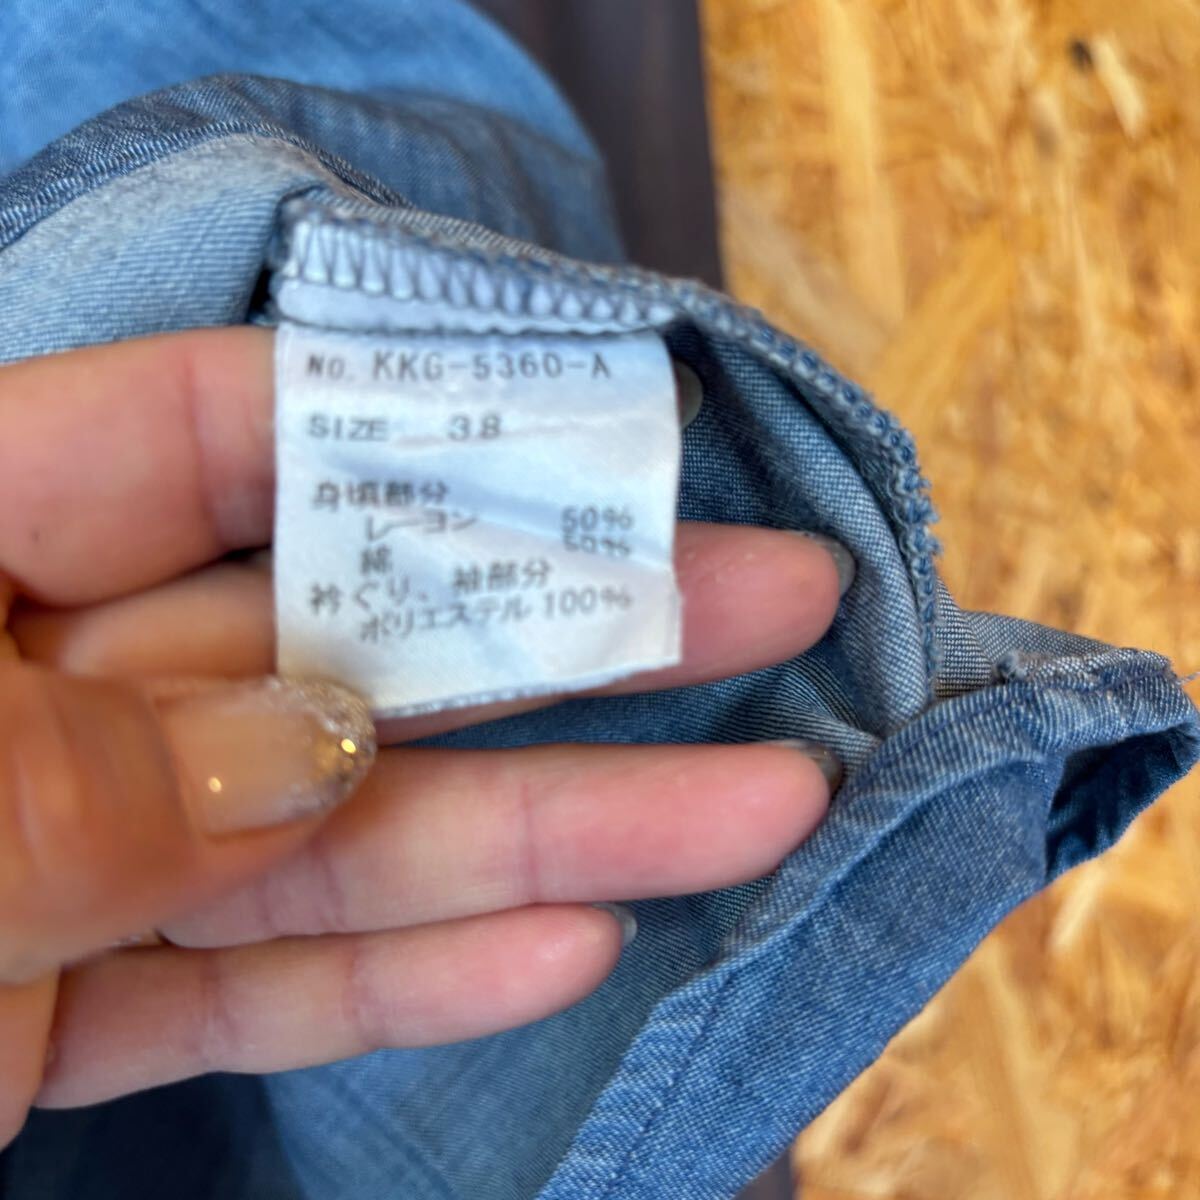 No. KKG-5360-A
SIZE 38
身頃部分
レーヨン 50%
綿 50%
衿ぐり、袖部分
ポリエステル 100%